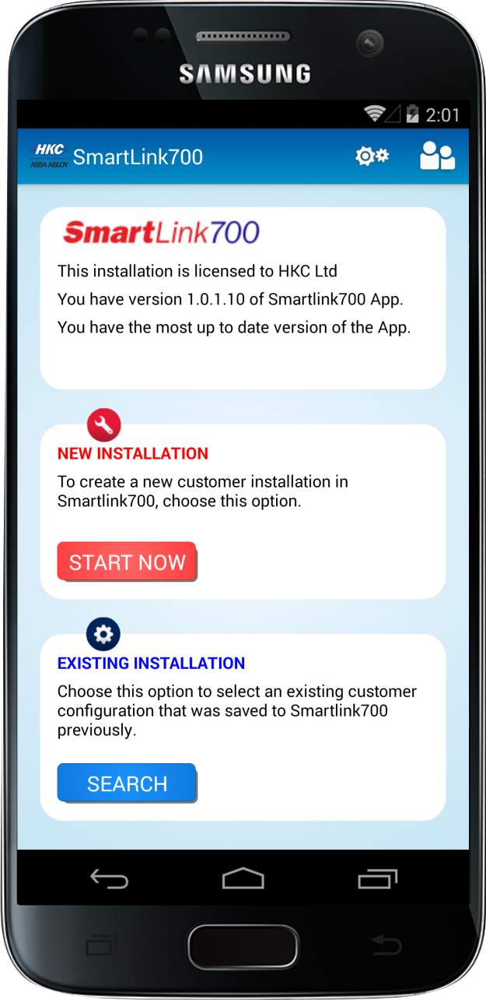 SAMSUNG
2:01
HKC
ASSA ABLOY
SmartLink700
SmartLink700
This installation is licensed to HKC Ltd
You have version 1.0.1.10 of Smartlink700 App.
You have the most up to date version of the App.
NEW INSTALLATION
To create a new customer installation in
Smartlink700, choose this option.
START NOW
EXISTING INSTALLATION
Choose this option to select an existing customer
configuration that was saved to Smartlink700
previously.
SEARCH